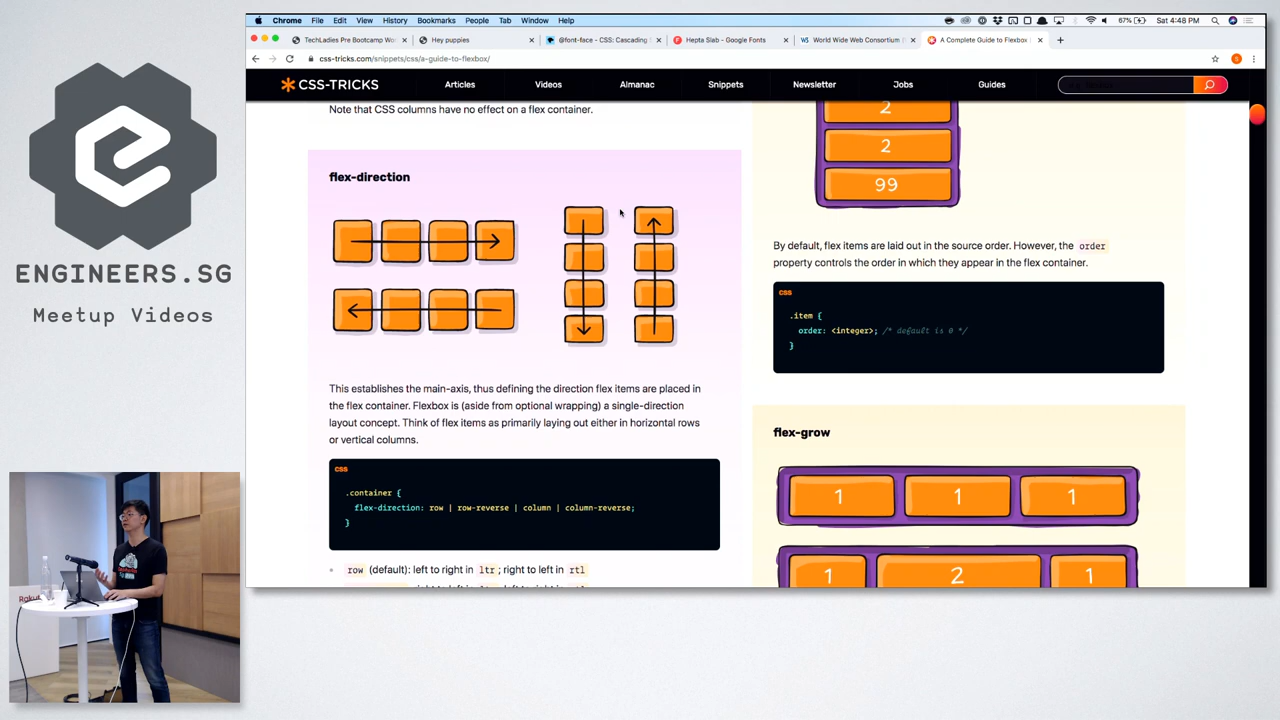 Chrome File Edit View History Bookmarks People Tab Window Help
67% Sat 4:48 PM
TechLadies Pre Bootcamp W
Hey puppies
@font-face - CSS: Cascading S
Hepta Slab - Google Fonts
World Wide Web Consortium (
A Complete Guide to Flexbox
css-tricks.com/snippets/css/a-guide-to-flexbox/
CSS-TRICKS
Articles Videos Almanac Snippets Newsletter Jobs Guides
Note that CSS columns have no effect on a flex container.
flex-direction
This establishes the main-axis, thus defining the direction flex items are placed in
the flex container. Flexbox is (aside from optional wrapping) a single-direction
layout concept. Think of flex items as primarily laying out either in horizontal rows
or vertical columns.
CSS
.container {
flex-direction: row | row-reverse | column | column-reverse;
}
row (default): left to right in ltr; right to left in rtl
2
2
99
By default, flex items are laid out in the source order. However, the order
property controls the order in which they appear in the flex container.
CSS
.item {
order: <integer>; /* default is 0 */
}
flex-grow
1 1 1
1 2 1
ENGINEERS.SG
Meetup Videos